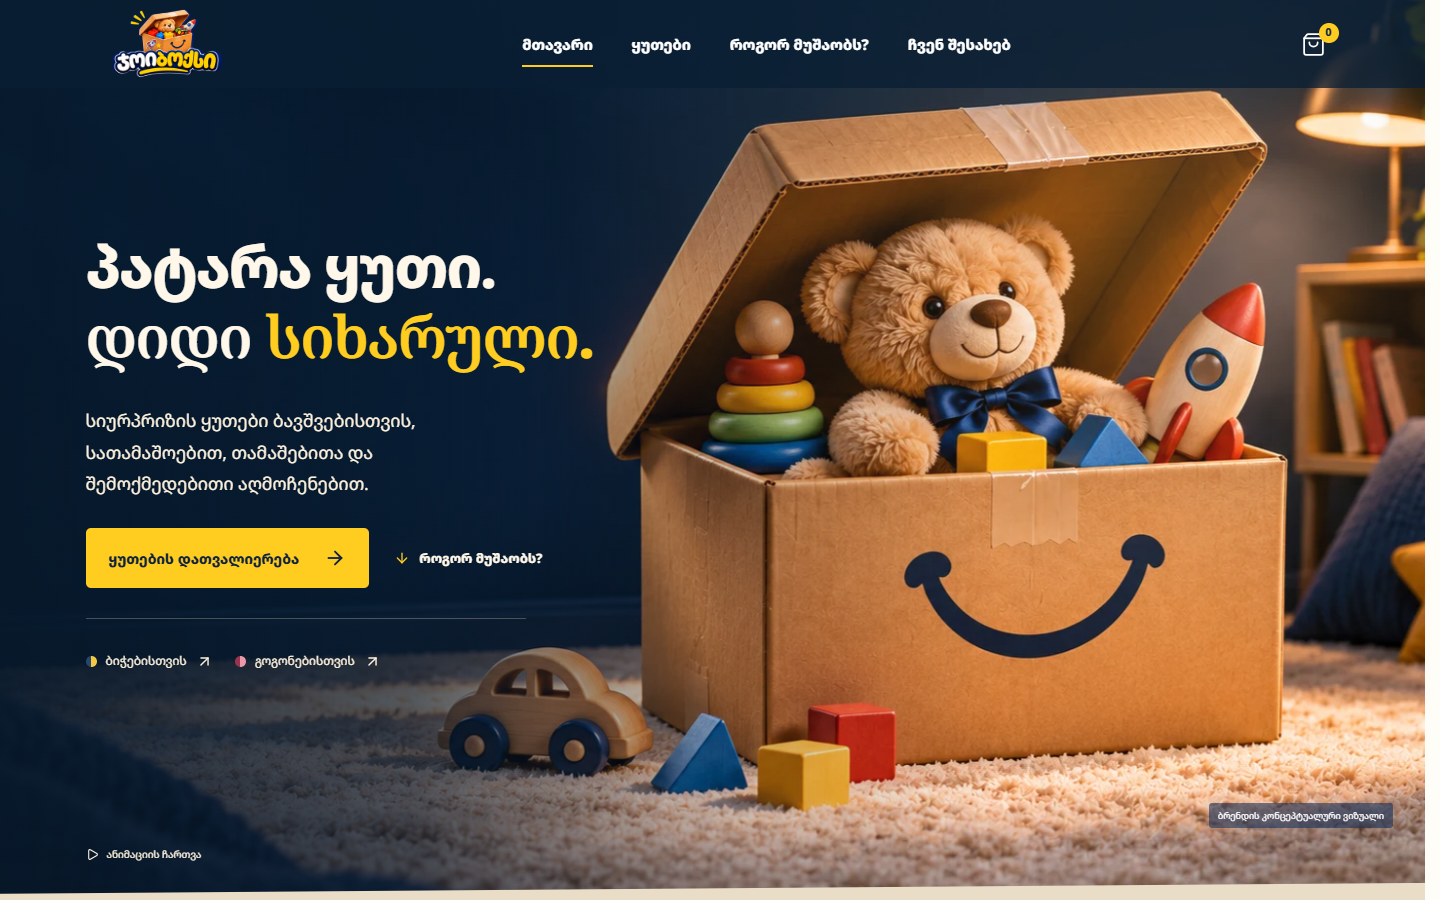 ჯოიბოქსი
მთავარი
ყუთები
როგორ მუშაობს?
ჩვენ შესახებ
0
პატარა ყუთი.
დიდი სიხარული.
სიურპრიზის ყუთები ბავშვებისთვის,
სათამაშოებით, თამაშებითა და
შემოქმედებითი აღმოჩენებით.
ყუთების დათვალიერება
როგორ მუშაობს?
ბიჭებისთვის
გოგონებისთვის
ბრენდის კონცეპტუალური ვიზუალი
ანიმაციის ჩართვა